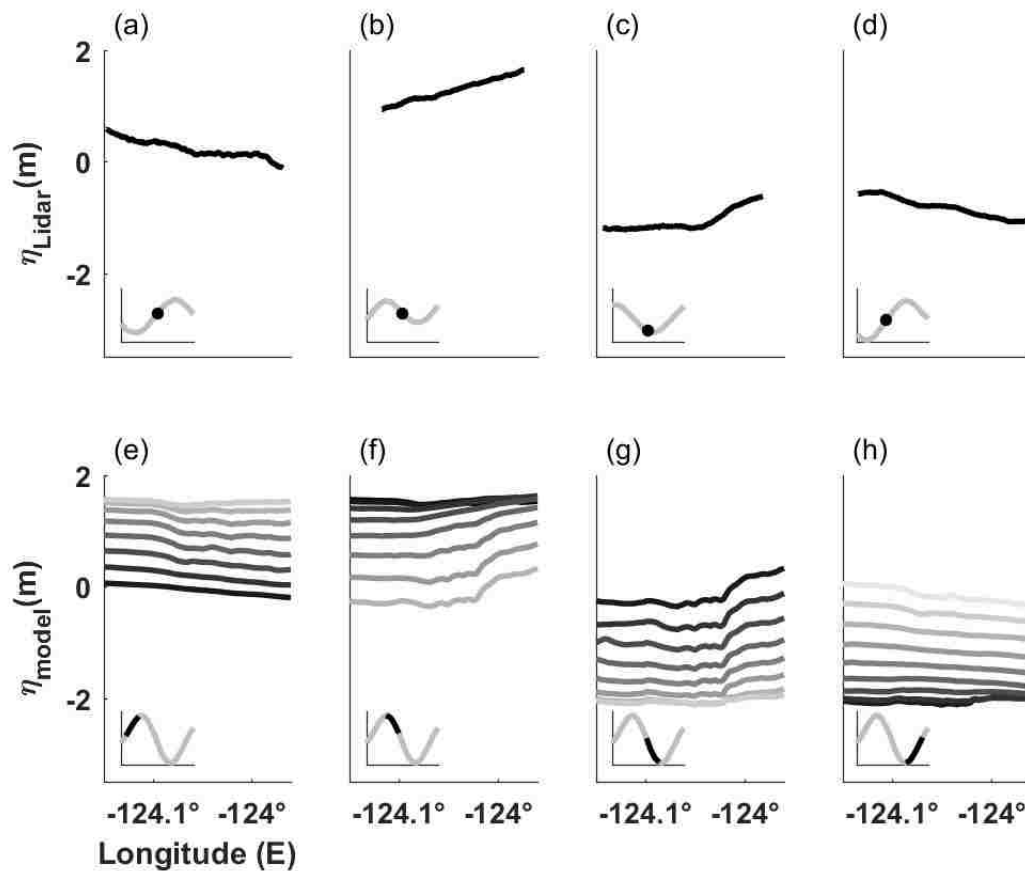 (a) (b) (c) (d)
2
0
-2
ηLidar(m)
(e) (f) (g) (h)
2
0
-2
ηmodel(m)
-124.1° -124° -124.1° -124° -124.1° -124° -124.1° -124°
Longitude (E)